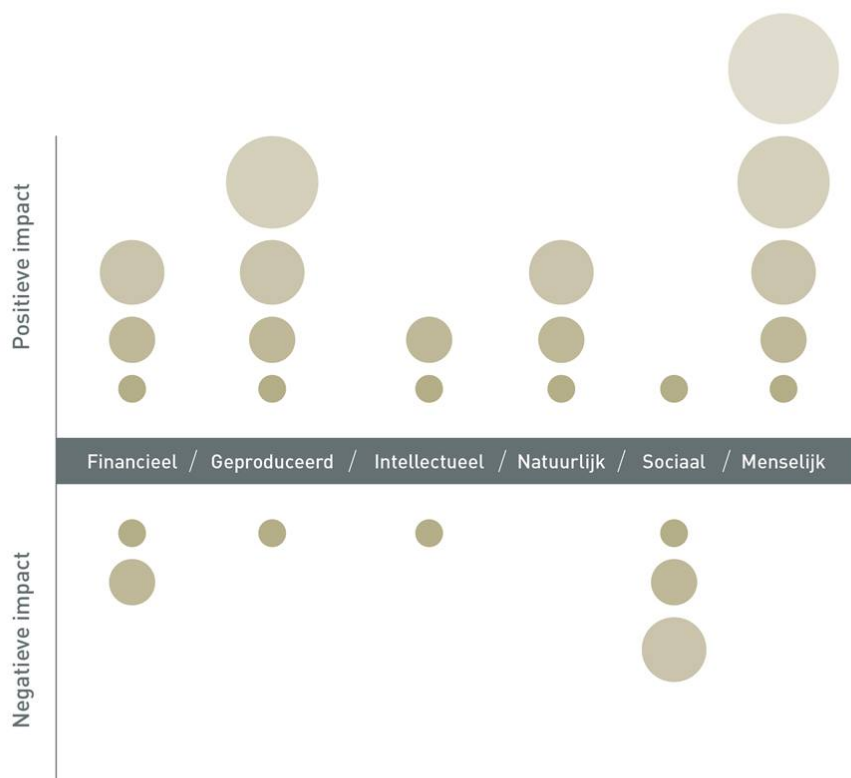 Positieve impact
Financieel / Geproduceerd / Intellectueel / Natuurlijk / Sociaal / Menselijk
Negatieve impact